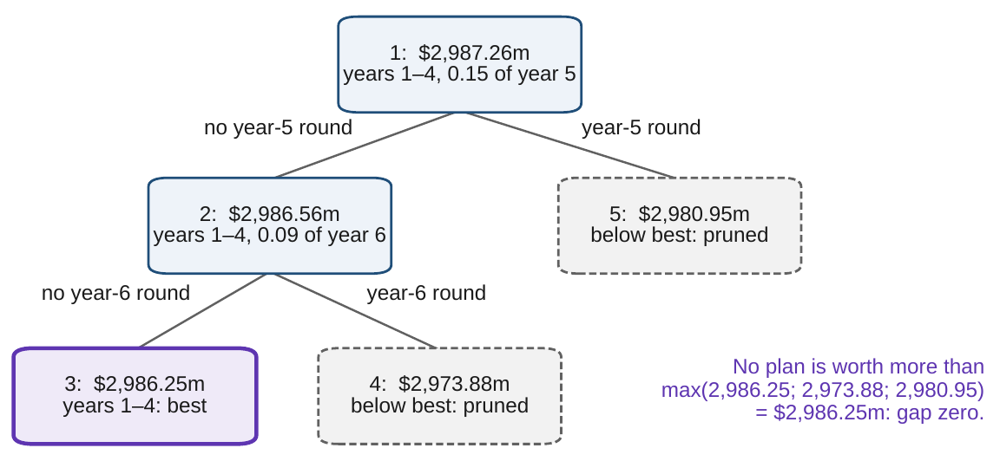 1:  $2,987.26m
years 1–4, 0.15 of year 5
no year-5 round
year-5 round
2:  $2,986.56m
years 1–4, 0.09 of year 6
5:  $2,980.95m
below best: pruned
no year-6 round
year-6 round
3:  $2,986.25m
years 1–4: best
4:  $2,973.88m
below best: pruned
No plan is worth more than
max(2,986.25; 2,973.88; 2,980.95)
= $2,986.25m: gap zero.